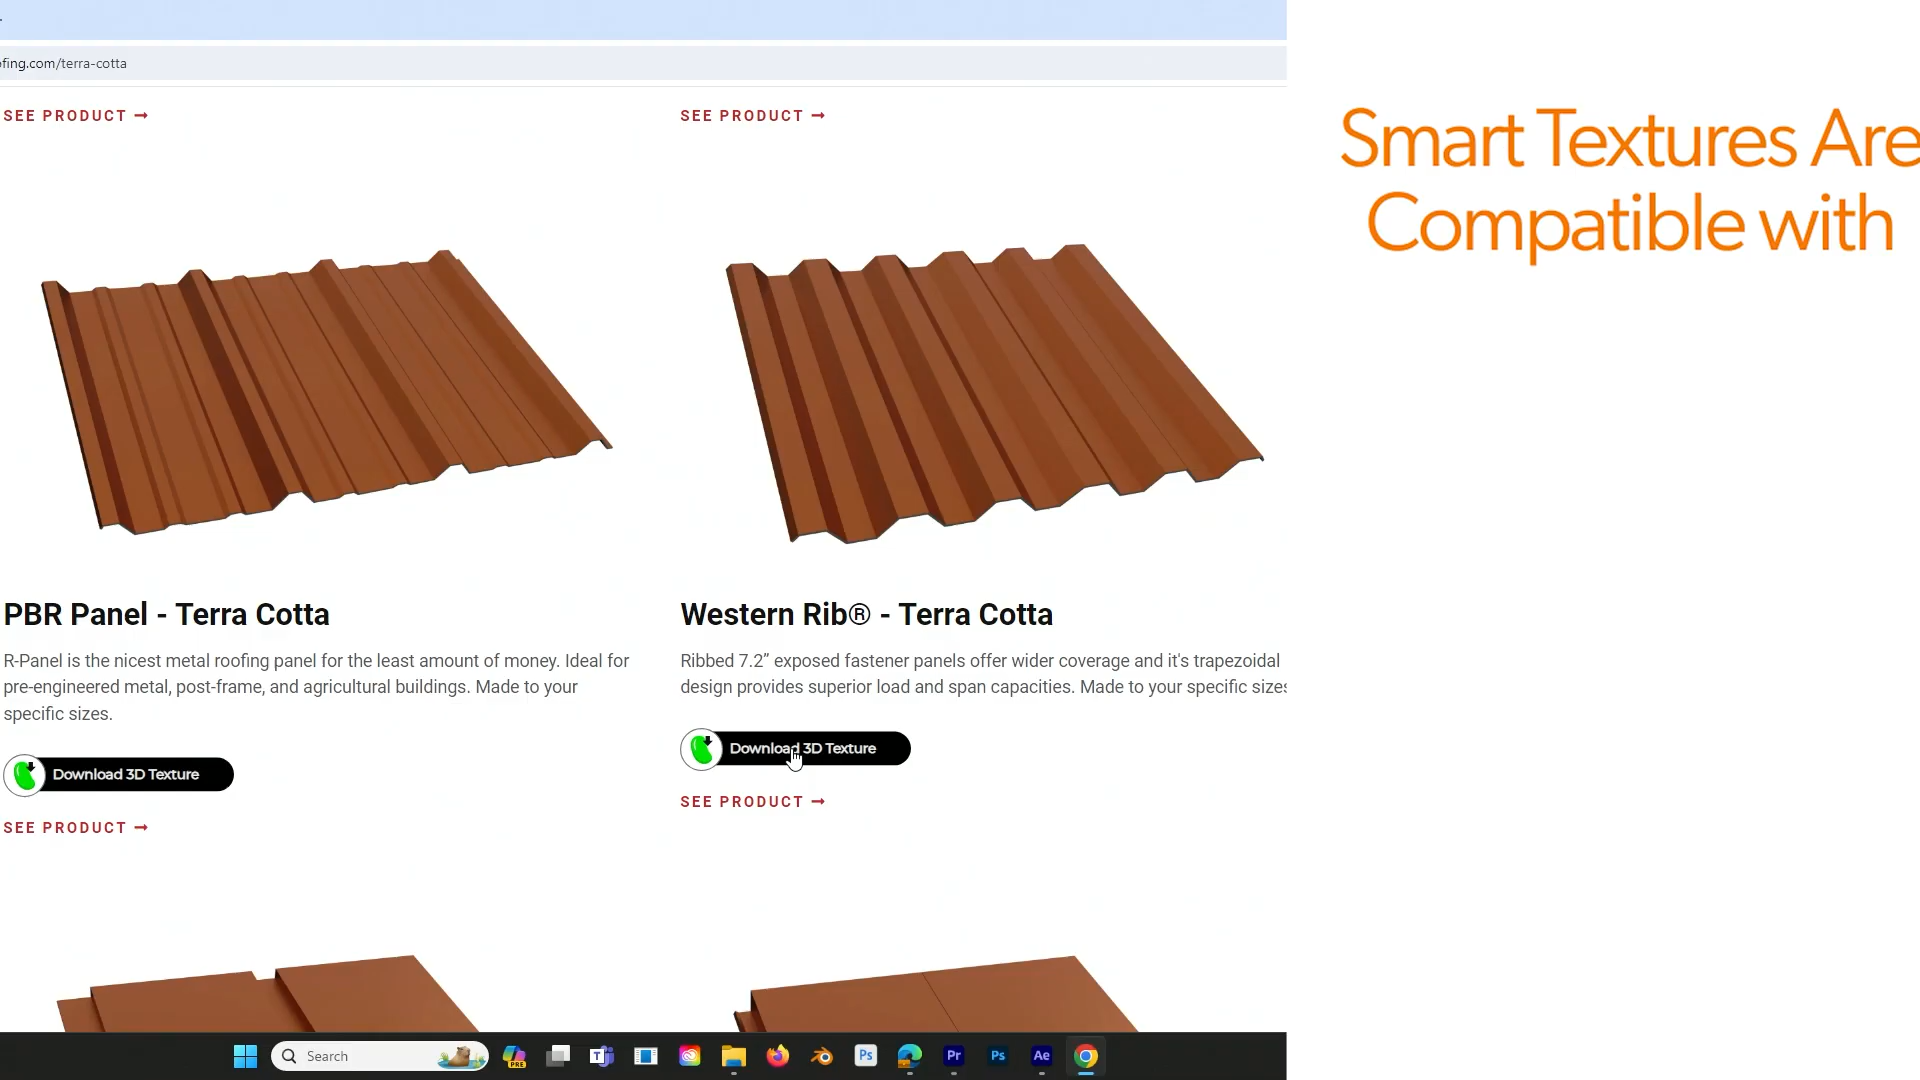 fing.com/terra-cotta
SEE PRODUCT →
SEE PRODUCT →
Smart Textures Are
Compatible with
PBR Panel - Terra Cotta
R-Panel is the nicest metal roofing panel for the least amount of money. Ideal for
pre-engineered metal, post-frame, and agricultural buildings. Made to your
specific sizes.
Download 3D Texture
SEE PRODUCT →
Western Rib® - Terra Cotta
Ribbed 7.2” exposed fastener panels offer wider coverage and it's trapezoidal
design provides superior load and span capacities. Made to your specific sizes
Download 3D Texture
SEE PRODUCT →
Search
PRE
T
Ps
Pr
Ps
Ae